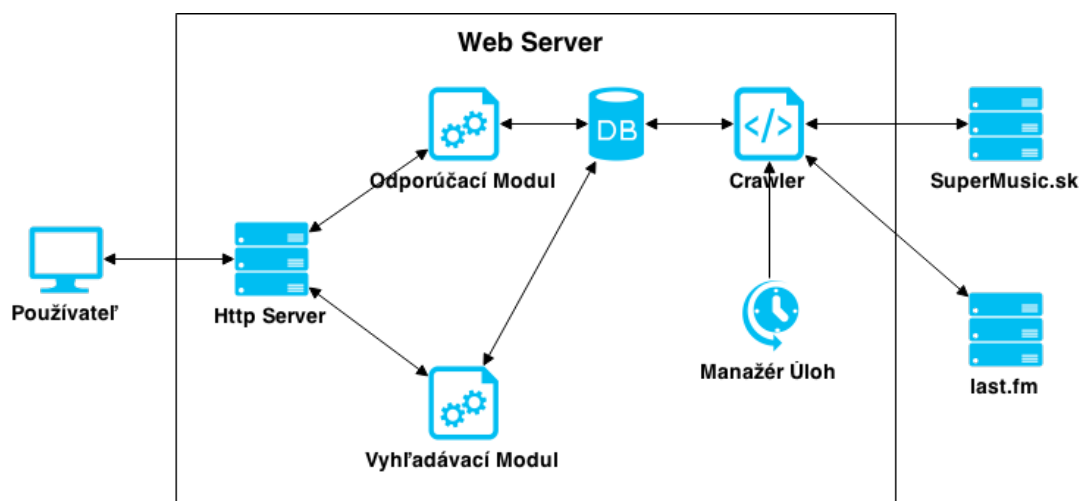 Web Server
DB
Odporúčací Modul
Crawler
SuperMusic.sk
Používateľ
Http Server
Manažér Úloh
last.fm
Vyhľadávací Modul